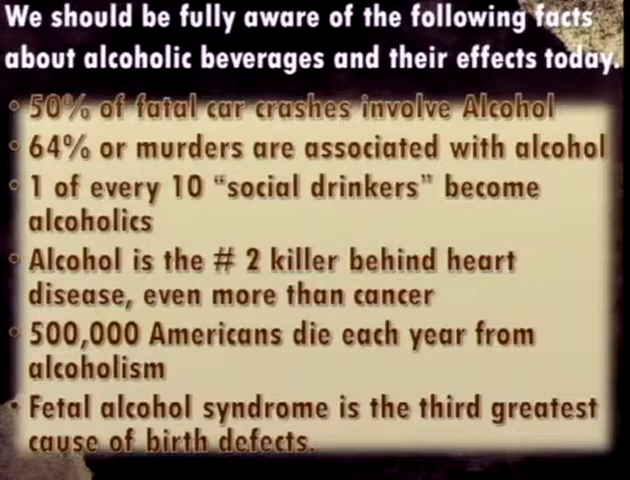 We should be fully aware of the following facts
about alcoholic beverages and their effects today.
• 50% of fatal car crashes involve Alcohol
• 64% or murders are associated with alcohol
• 1 of every 10 “social drinkers” become
alcoholics
• Alcohol is the # 2 killer behind heart
disease, even more than cancer
• 500,000 Americans die each year from
alcoholism
• Fetal alcohol syndrome is the third greatest
cause of birth defects.